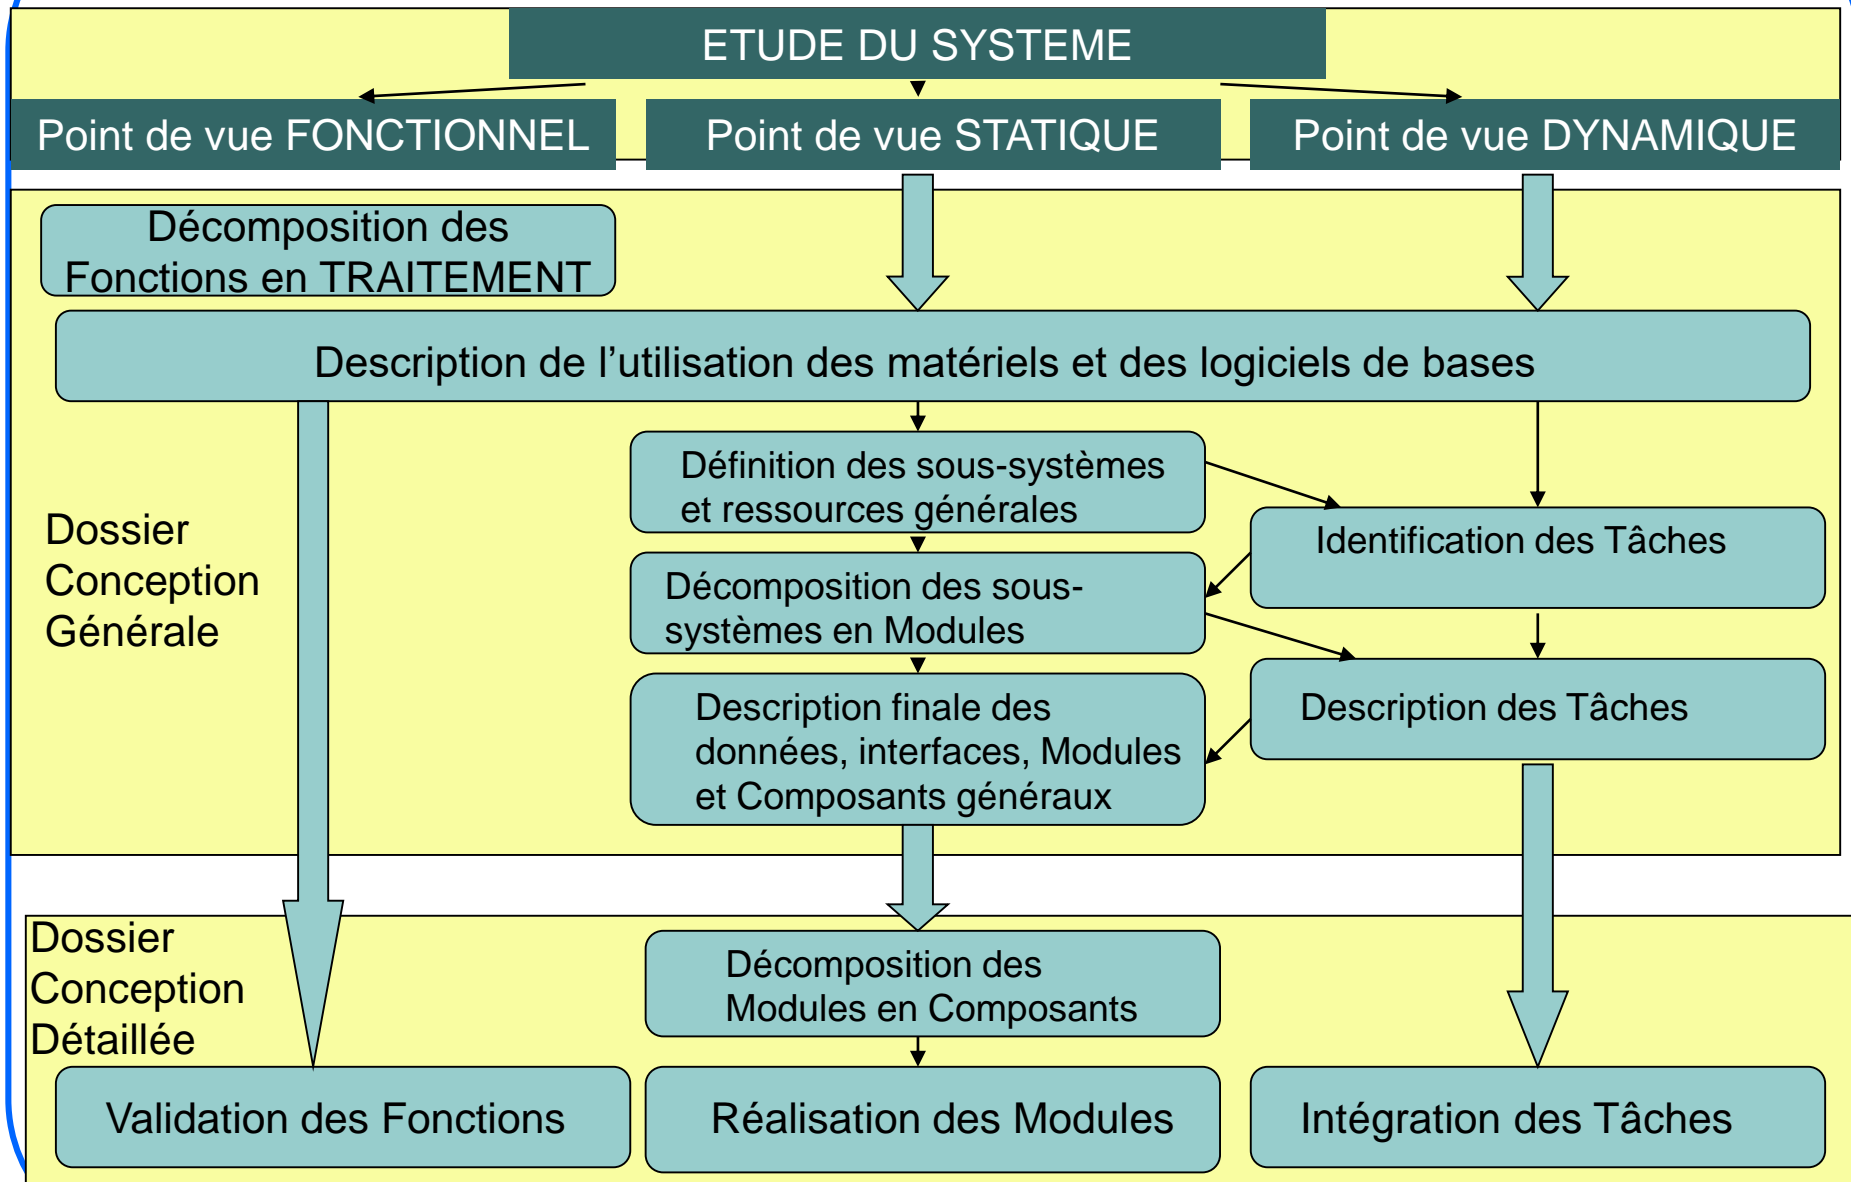 ETUDE DU SYSTEME
Point de vue FONCTIONNEL
Point de vue STATIQUE
Point de vue DYNAMIQUE
Décomposition des
Fonctions en TRAITEMENT
Description de l’utilisation des matériels et des logiciels de bases
Dossier
Conception
Générale
Définition des sous-systèmes
et ressources générales
Identification des Tâches
Décomposition des sous-
systèmes en Modules
Description des Tâches
Description finale des
données, interfaces, Modules
et Composants généraux
Dossier
Conception
Détaillée
Décomposition des
Modules en Composants
Validation des Fonctions
Réalisation des Modules
Intégration des Tâches